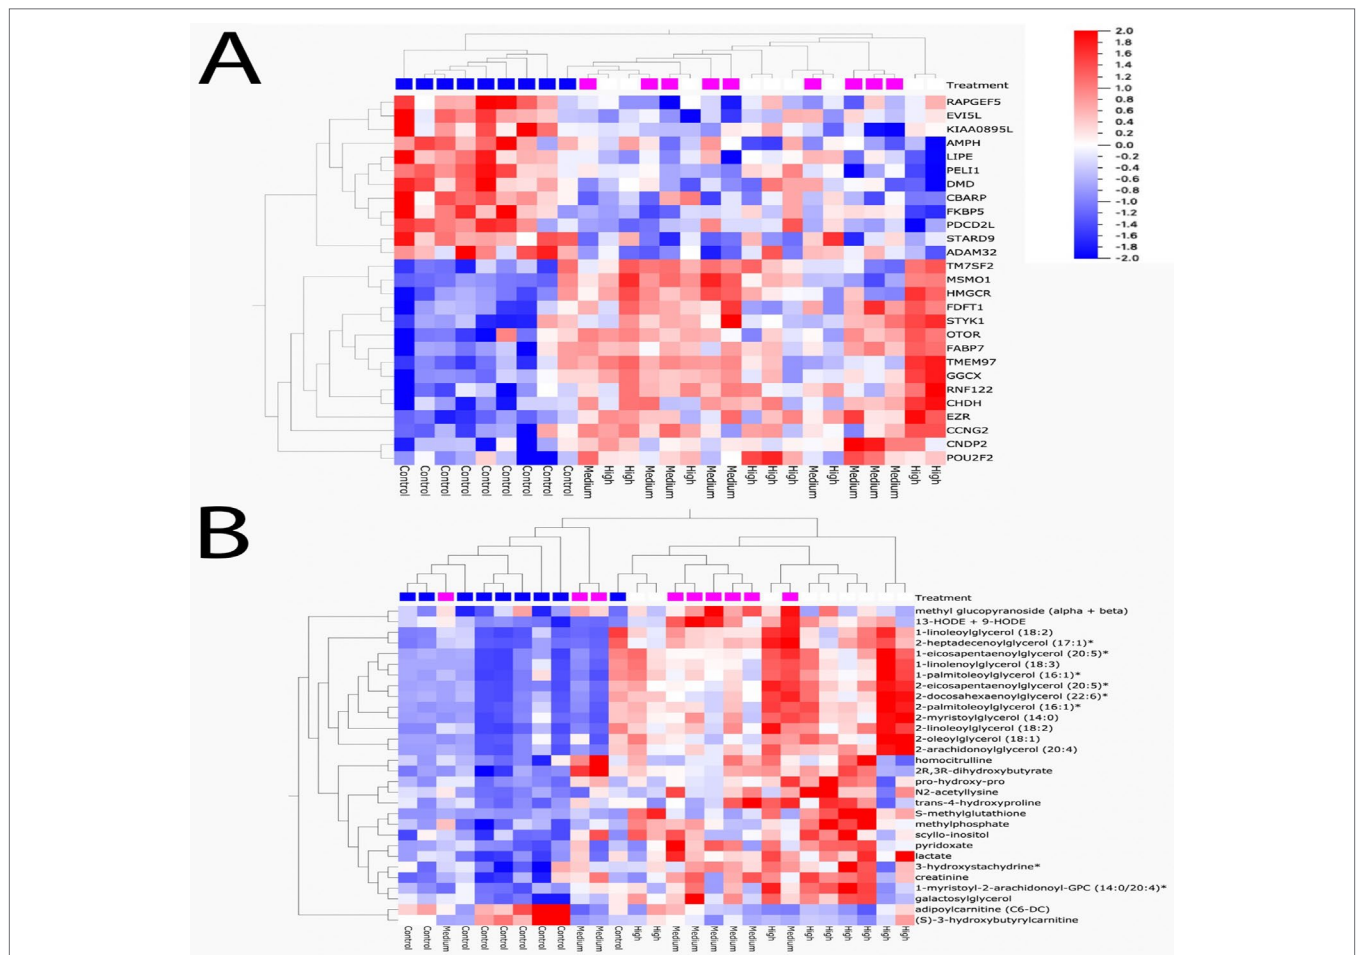 A
2.0
1.8
1.6
1.4
1.2
1.0
0.8
0.6
0.4
0.2
0.0
-0.2
-0.4
-0.6
-0.8
-1.0
-1.2
-1.4
-1.6
-1.8
-2.0
Treatment
RAPGEF5
EVI5L
KIAA0895L
AMPH
LIPE
PELI1
DMD
CBARP
FKBP5
PDCD2L
STARD9
ADAM32
TM7SF2
MSMO1
HMGCR
FDFT1
STYK1
OTOR
FABP7
TMEM97
GGCX
RNF122
CHDH
EZR
CCNG2
CNDP2
POU2F2
Control
Control
Control
Control
Control
Control
Control
Control
Control
Medium
High
High
Medium
Medium
High
Medium
Medium
High
High
High
Medium
High
Medium
Medium
Medium
High
High
B
Treatment
methyl glucopyranoside (alpha + beta)
13-HODE + 9-HODE
1-linoleoylglycerol (18:2)
2-heptadecenoylglycerol (17:1)*
1-eicosapentaenoylglycerol (20:5)*
1-linolenoylglycerol (18:3)
1-palmitoleoylglycerol (16:1)*
2-eicosapentaenoylglycerol (20:5)*
2-docosahexaenoylglycerol (22:6)*
2-palmitoleoylglycerol (16:1)*
2-myristoylglycerol (14:0)
2-linoleoylglycerol (18:2)
2-oleoylglycerol (18:1)
2-arachidonoylglycerol (20:4)
homocitrulline
2R,3R-dihydroxybutyrate
pro-hydroxy-pro
N2-acetyllysine
trans-4-hydroxyproline
S-methylglutathione
methylphosphate
scyllo-inositol
pyridoxate
lactate
3-hydroxystachydrine*
creatinine
1-myristoyl-2-arachidonoyl-GPC (14:0/20:4)*
galactosylglycerol
adipoylcarnitine (C6-DC)
(S)-3-hydroxybutyrylcarnitine
Control
Control
Medium
Control
Control
Control
Control
Control
Control
Medium
Medium
Control
High
High
Medium
Medium
Medium
Medium
Medium
High
Medium
High
High
High
High
High
High